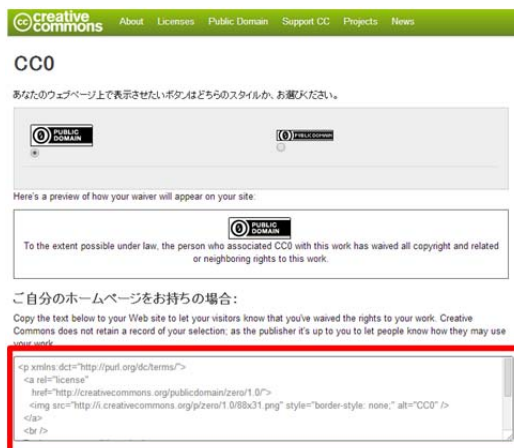 cc creative commons About Licenses Public Domain Support CC Projects News
CC0
あなたのウェブページ上で表示させたいボタンはどちらのスタイルか、お選びください。
PUBLIC DOMAIN PUBLIC DOMAIN
Here's a preview of how your waiver will appear on your site:
PUBLIC DOMAIN
To the extent possible under law, the person who associated CC0 with this work has waived all copyright and related
or neighboring rights to this work.
ご自分のホームページをお持ちの場合:
Copy the text below to your Web site to let your visitors know that you've waived the rights to your work. Creative
Commons does not retain a record of your selection; as the publisher it's up to you to let people know how they may use
your work.
<p xmlns:dct="http://purl.org/dc/terms/">
<a rel="license"
href="http://creativecommons.org/publicdomain/zero/1.0/">
<img src="http://i.creativecommons.org/p/zero/1.0/88x31.png" style="border-style: none;" alt="CC0" />
</a>
<br />